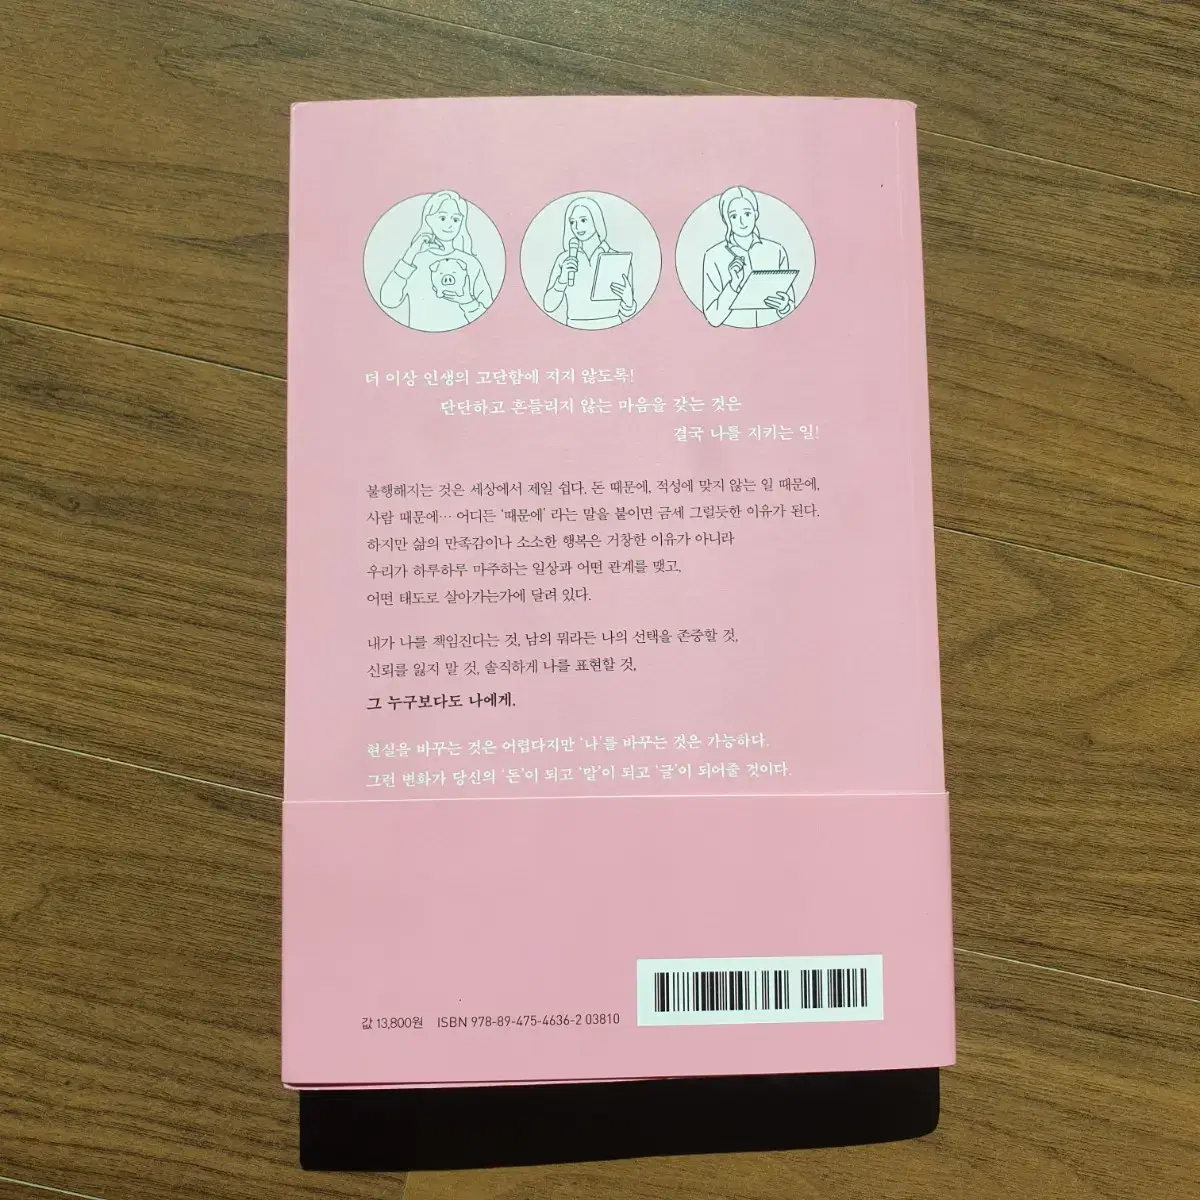 더 이상 인생의 고단함에 지지 않도록!
단단하고 흔들리지 않는 마음을 갖는 것은
결국 나를 지키는 일!
불행해지는 것은 세상에서 제일 쉽다. 돈 때문에, 적성에 맞지 않는 일 때문에,
사람 때문에… 어디든 ‘때문에’ 라는 말을 붙이면 금세 그럴듯한 이유가 된다.
하지만 삶의 만족감이나 소소한 행복은 거창한 이유가 아니라
우리가 하루하루 마주하는 일상과 어떤 관계를 맺고,
어떤 태도로 살아가는가에 달려 있다.
내가 나를 책임진다는 것, 남의 뭐라든 나의 선택을 존중할 것,
신뢰를 잃지 말 것, 솔직하게 나를 표현할 것,
그 누구보다도 나에게.
현실을 바꾸는 것은 어렵다지만 ‘나’를 바꾸는 것은 가능하다.
그런 변화가 당신의 ‘돈’이 되고 ‘말’이 되고 ‘글’이 되어줄 것이다.
값 13,800원 ISBN 978-89-475-4636-2 03810